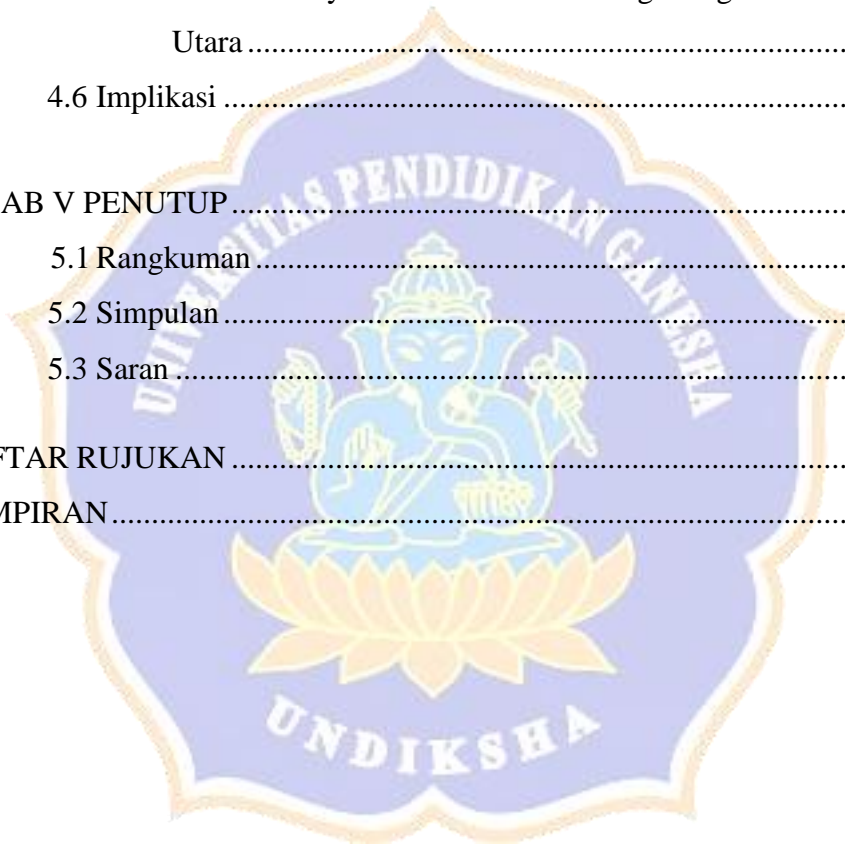 Utara ......................................................................................
4.6 Implikasi ......................................................................................
AB V PENUTUP ......................................................................................
5.1 Rangkuman ......................................................................................
5.2 Simpulan ......................................................................................
5.3 Saran ......................................................................................
FTAR RUJUKAN ......................................................................................
MPIRAN ......................................................................................
UNIVERSITAS PENDIDIKAN GANESHA
UNDIKSHA